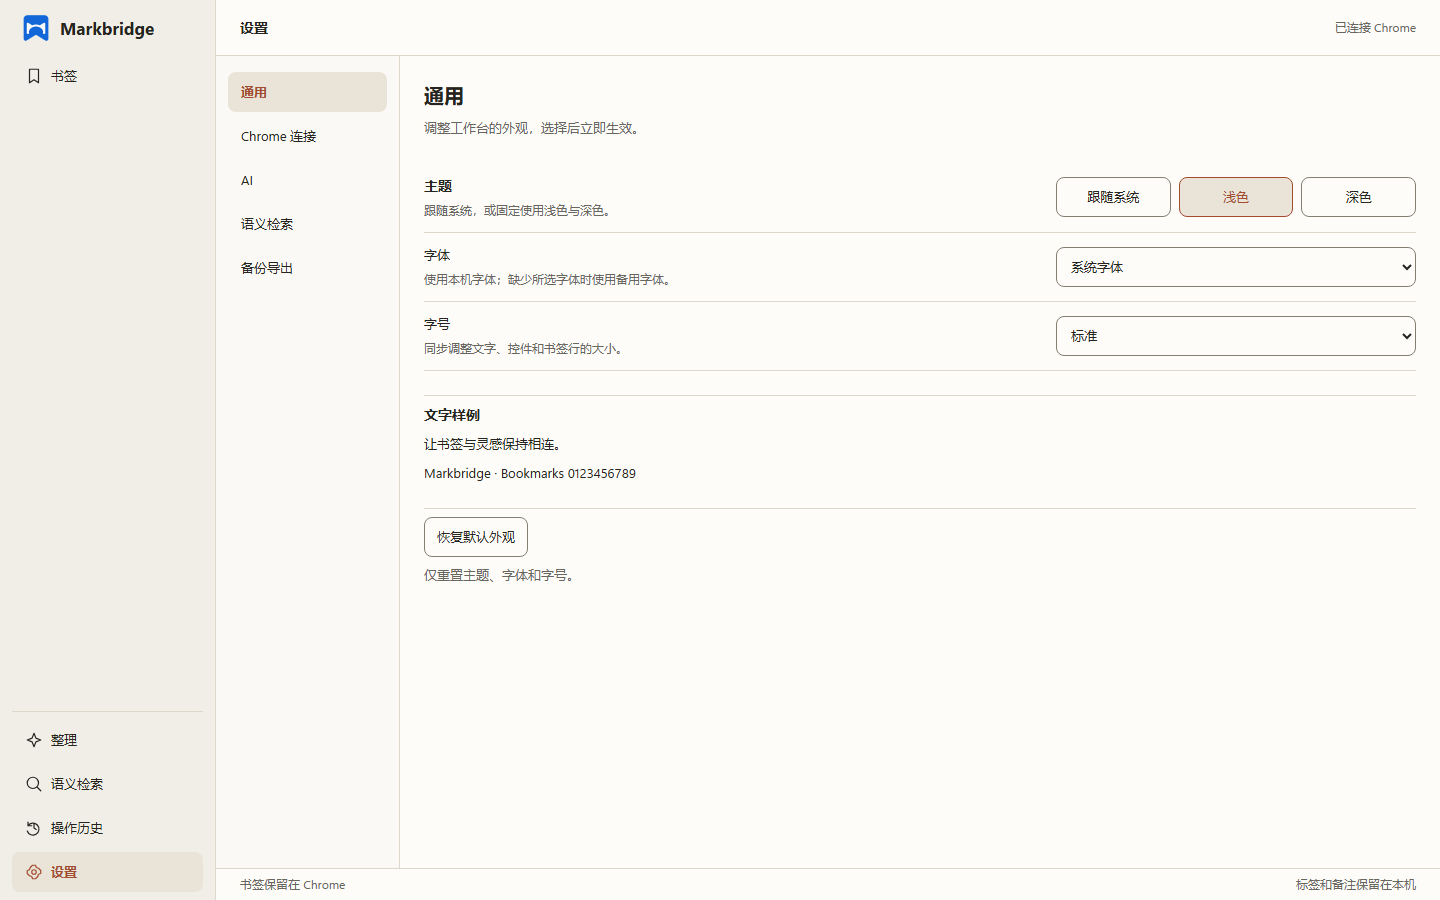 Markbridge
书签
整理
语义检索
操作历史
设置
设置
已连接 Chrome
通用
Chrome 连接
AI
语义检索
备份导出
通用
调整工作台的外观，选择后立即生效。
主题
跟随系统，或固定使用浅色与深色。
跟随系统
浅色
深色
字体
使用本机字体；缺少所选字体时使用备用字体。
系统字体
字号
同步调整文字、控件和书签行的大小。
标准
文字样例
让书签与灵感保持相连。
Markbridge · Bookmarks 0123456789
恢复默认外观
仅重置主题、字体和字号。
书签保留在 Chrome
标签和备注保留在本机